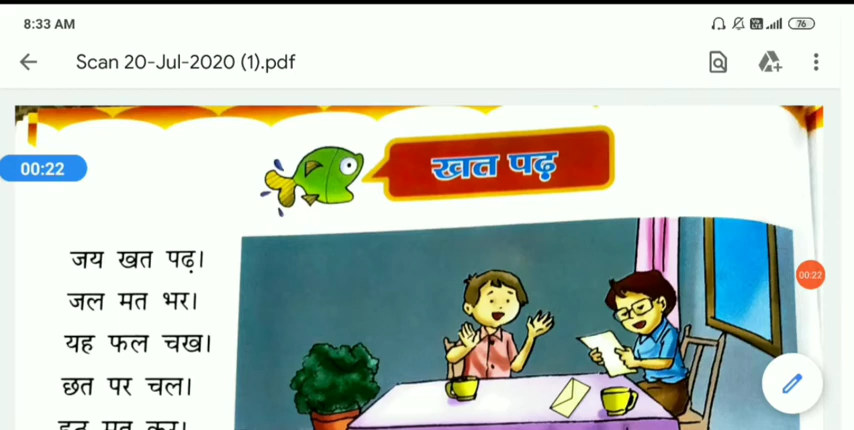 8:33 AM
76
Scan 20-Jul-2020 (1).pdf
00:22
खत पढ़
जय खत पढ़।
00:22
जल मत भर।
यह फल चख।
छत पर चल।